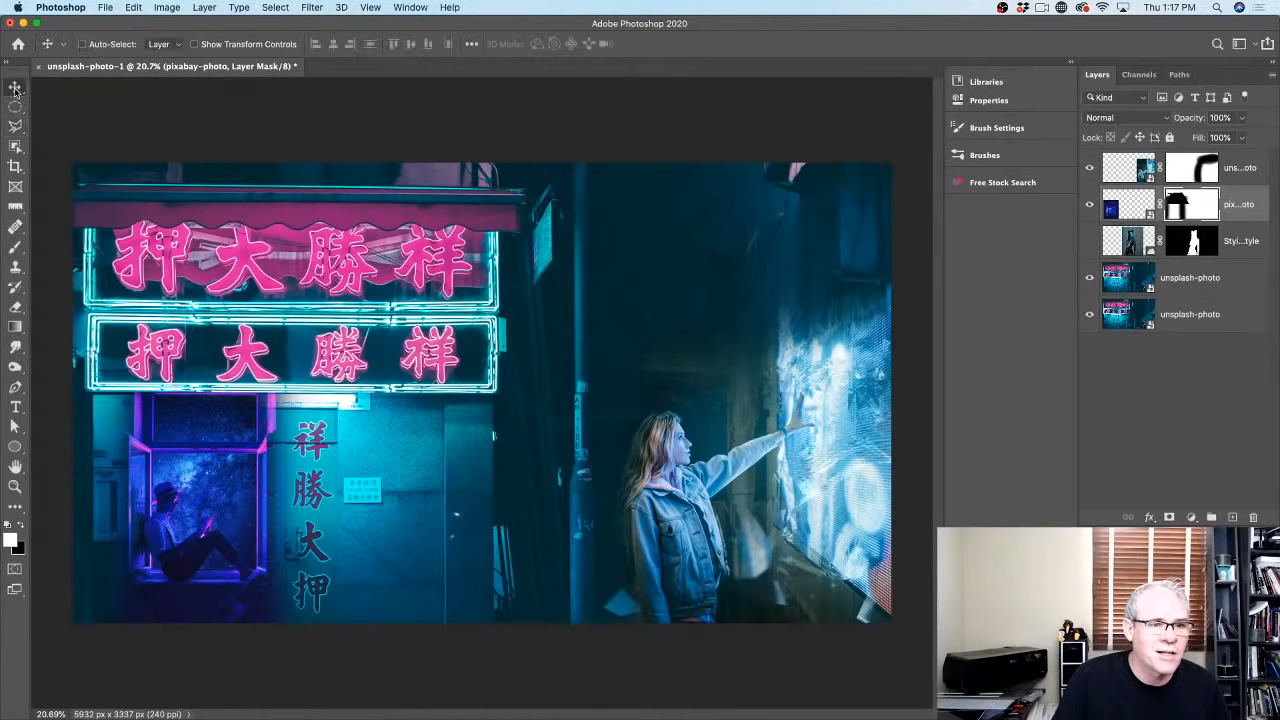 Photoshop File Edit Image Layer Type Select Filter 3D View Window Help
Thu 1:17 PM
Adobe Photoshop 2020
Auto-Select: Layer Show Transform Controls
3D Mode:
× unsplash-photo-1 @ 20.7% (pixabay-photo, Layer Mask/8) *
Libraries
Properties
Brush Settings
Brushes
Free Stock Search
Layers Channels Paths
Kind
Normal Opacity: 100%
Lock: Fill: 100%
uns...oto
pix...oto
Styl...tyle
unsplash-photo
unsplash-photo
fx
押大勝祥
押大勝祥
祥
勝
大
押
20.69% 5932 px x 3337 px (240 ppi)